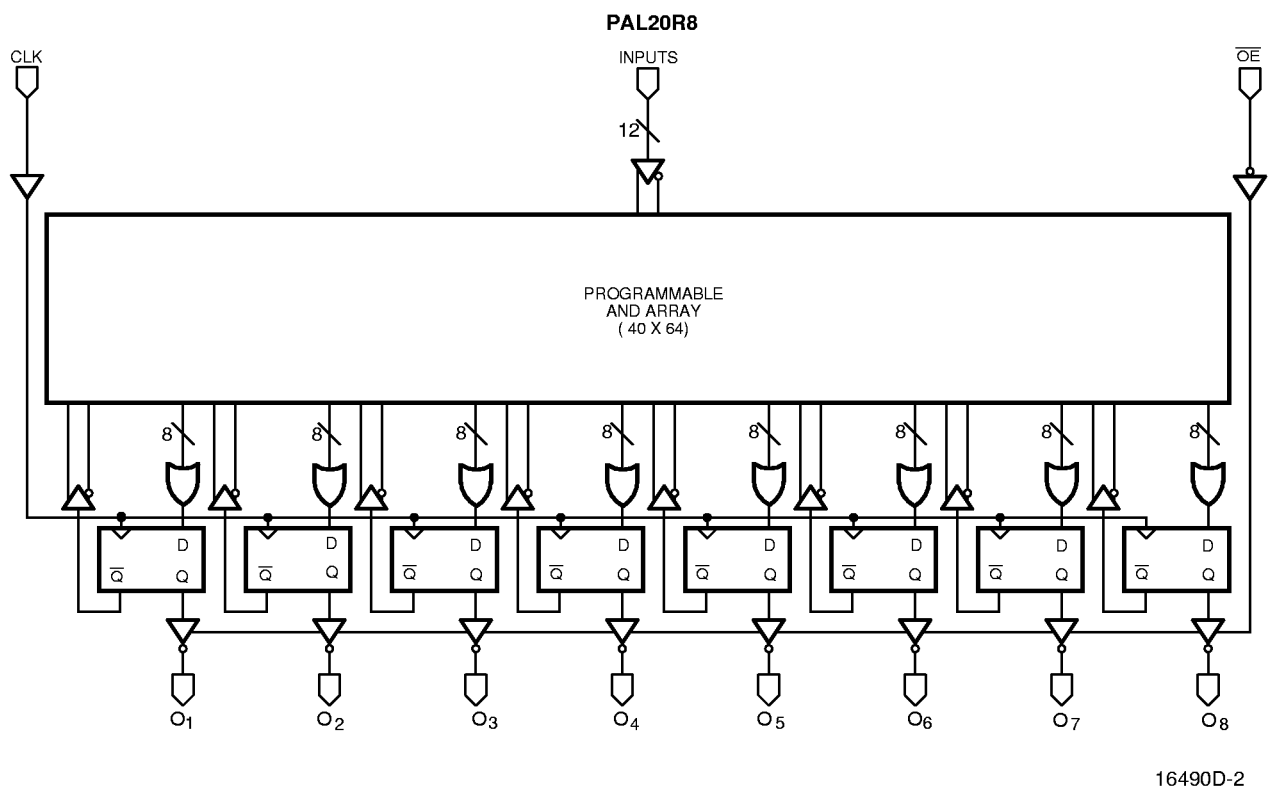 PAL20R8
CLK
INPUTS
O̅E̅
12
PROGRAMMABLE
AND ARRAY
( 40 X 64)
8 8 8 8 8 8 8 8
D D D D D D D D
Q̅ Q Q̅ Q Q̅ Q Q̅ Q Q̅ Q Q̅ Q Q̅ Q Q̅ Q
O1 O2 O3 O4 O5 O6 O7 O8
16490D-2